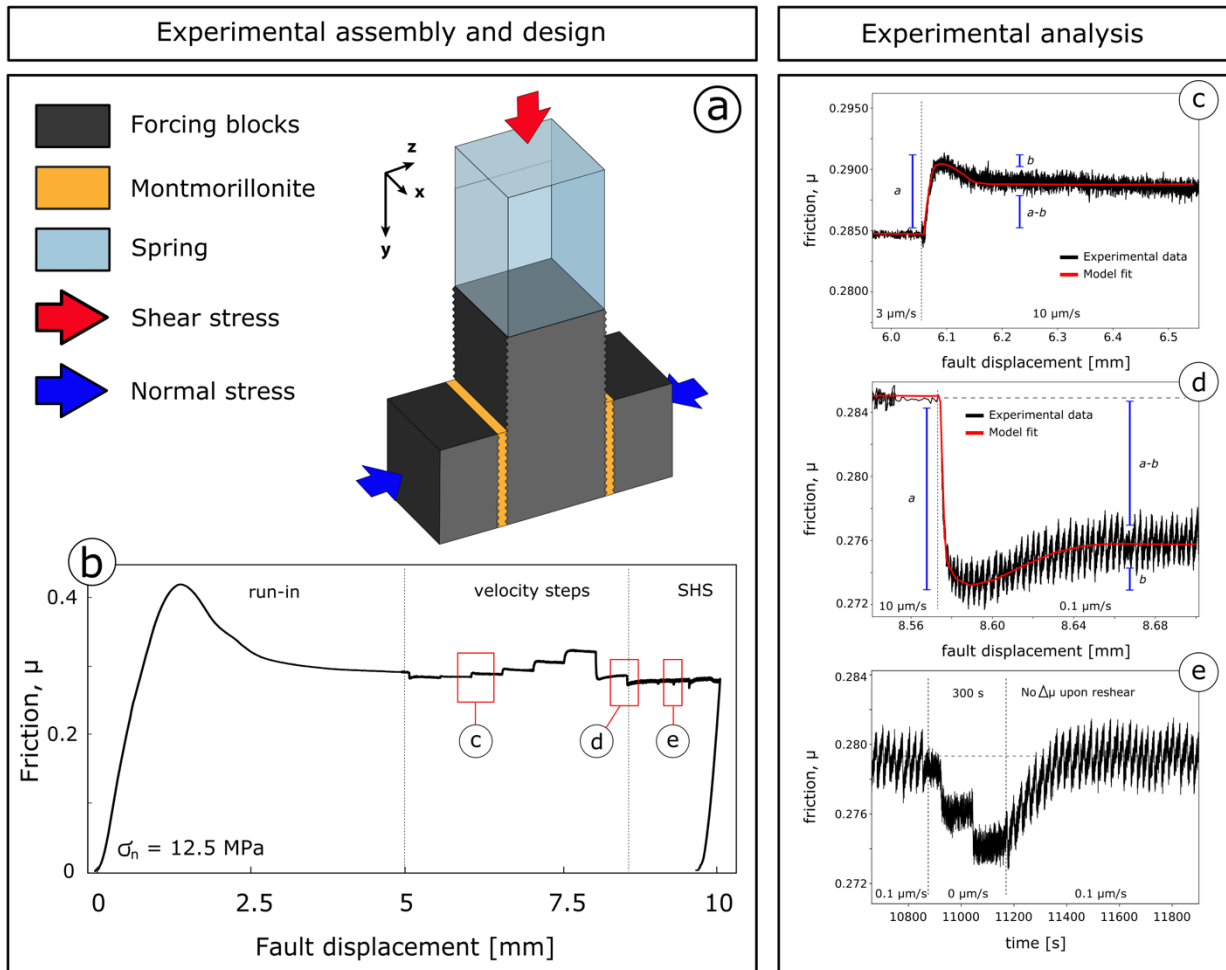 Experimental assembly and design
Experimental analysis
a
Forcing blocks
Montmorillonite
Spring
Shear stress
Normal stress
z
x
y
b
run-in
velocity steps
SHS
0.4
0.2
0
Friction, μ
c
d
e
σn = 12.5 MPa
0
5
7.5
10
Fault displacement [mm]
c
0.2950
0.2900
0.2850
0.2800
friction, μ
a
b
a-b
Experimental data
Model fit
3 μm/s
10 μm/s
6.0
6.1
6.2
6.3
6.4
6.5
fault displacement [mm]
d
0.284
0.280
0.276
0.272
friction, μ
Experimental data
Model fit
a
a-b
b
10 μm/s
0.1 μm/s
8.56
8.60
8.64
8.68
fault displacement [mm]
e
0.284
0.280
0.276
0.272
friction, μ
300 s
No Δμ upon reshear
0.1 μm/s
0 μm/s
0.1 μm/s
10800
11000
11200
11400
11600
11800
time [s]